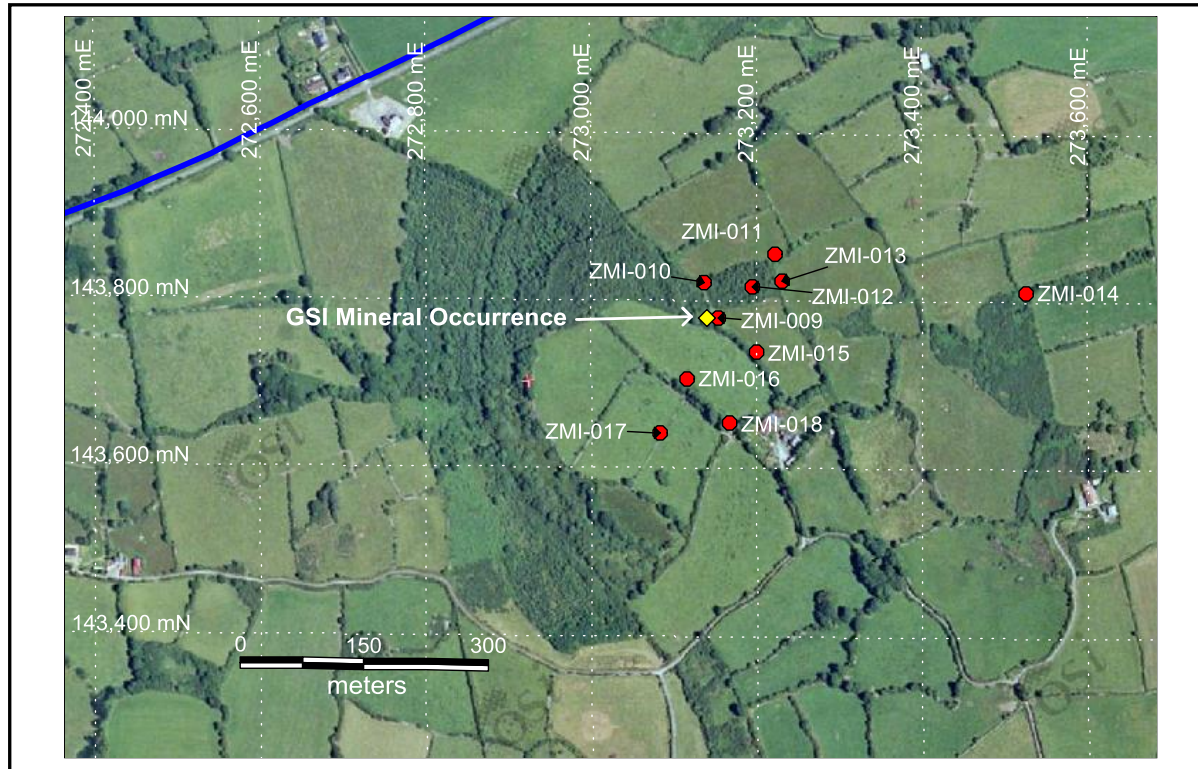 272,400 mE
272,600 mE
272,800 mE
273,000 mE
273,200 mE
273,400 mE
273,600 mE
144,000 mN
ZMI-011
ZMI-010
ZMI-013
143,800 mN
ZMI-012
ZMI-014
GSI Mineral Occurrence
ZMI-009
ZMI-015
ZMI-016
ZMI-017
ZMI-018
143,600 mN
143,400 mN
0 150 300
meters